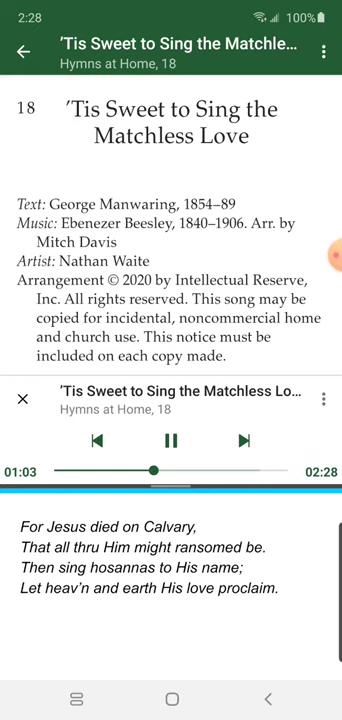 2:28
100%
’Tis Sweet to Sing the Matchle...
Hymns at Home, 18
18
’Tis Sweet to Sing the
Matchless Love
Text: George Manwaring, 1854–89
Music: Ebenezer Beesley, 1840–1906. Arr. by
Mitch Davis
Artist: Nathan Waite
Arrangement © 2020 by Intellectual Reserve,
Inc. All rights reserved. This song may be
copied for incidental, noncommercial home
and church use. This notice must be
included on each copy made.
’Tis Sweet to Sing the Matchless Lo...
Hymns at Home, 18
01:03
02:28
For Jesus died on Calvary,
That all thru Him might ransomed be.
Then sing hosannas to His name;
Let heav’n and earth His love proclaim.